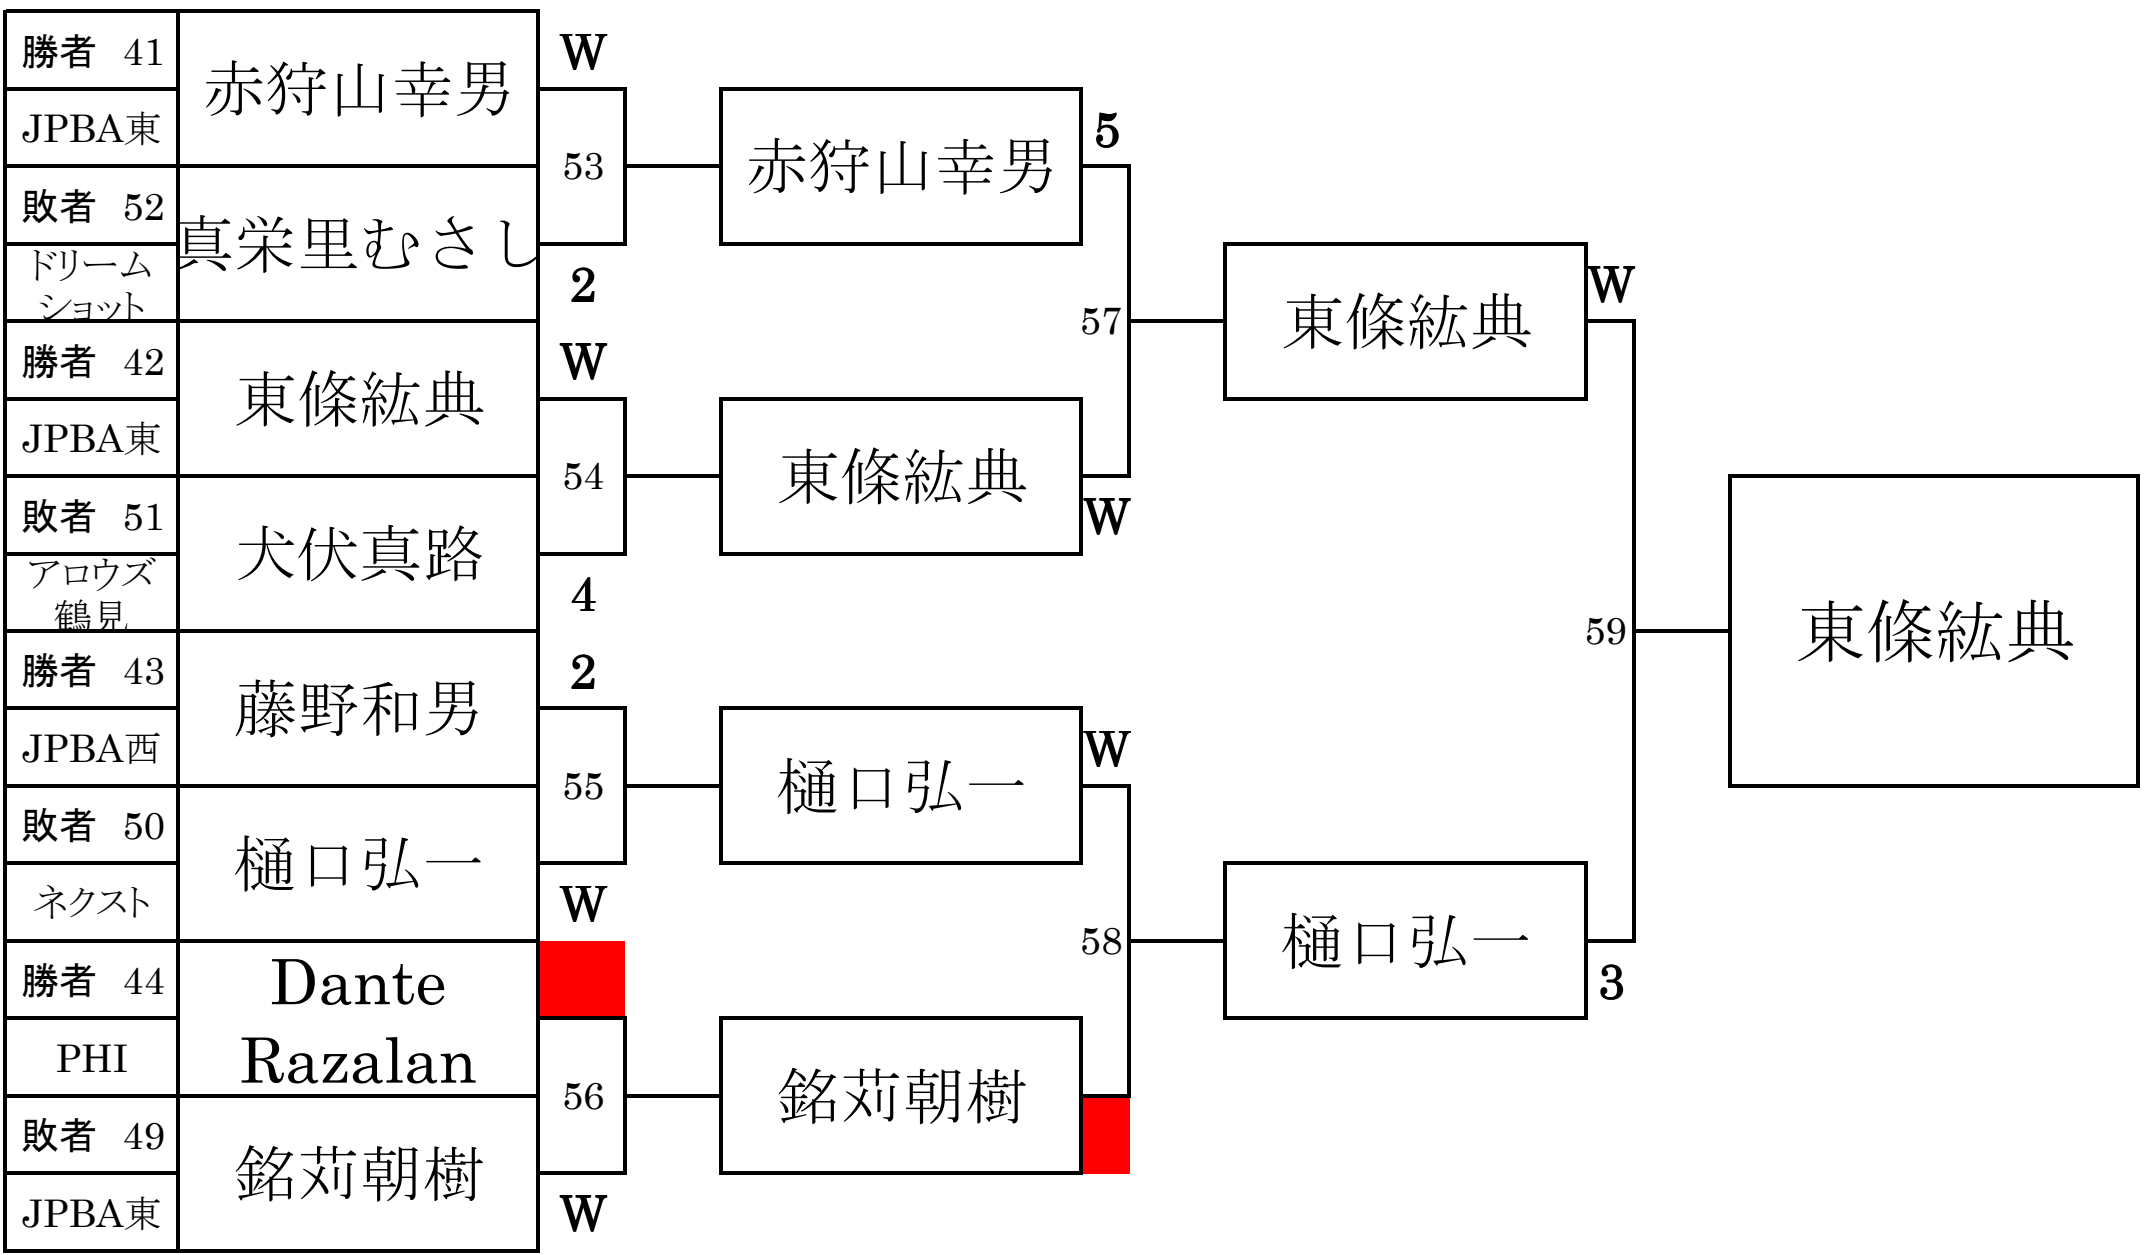 勝者 41
赤狩山幸男
W
JPBA東
53
赤狩山幸男
5
敗者 52
真栄里むさし
2
ドリーム
ショット
57
東條紘典
W
勝者 42
東條紘典
W
JPBA東
54
東條紘典
W
敗者 51
犬伏真路
4
アロウズ
鶴見
59
東條紘典
勝者 43
藤野和男
2
JPBA西
55
樋口弘一
W
敗者 50
樋口弘一
W
ネクスト
58
樋口弘一
3
勝者 44
Dante
Razalan
PHI
56
銘苅朝樹
敗者 49
銘苅朝樹
W
JPBA東